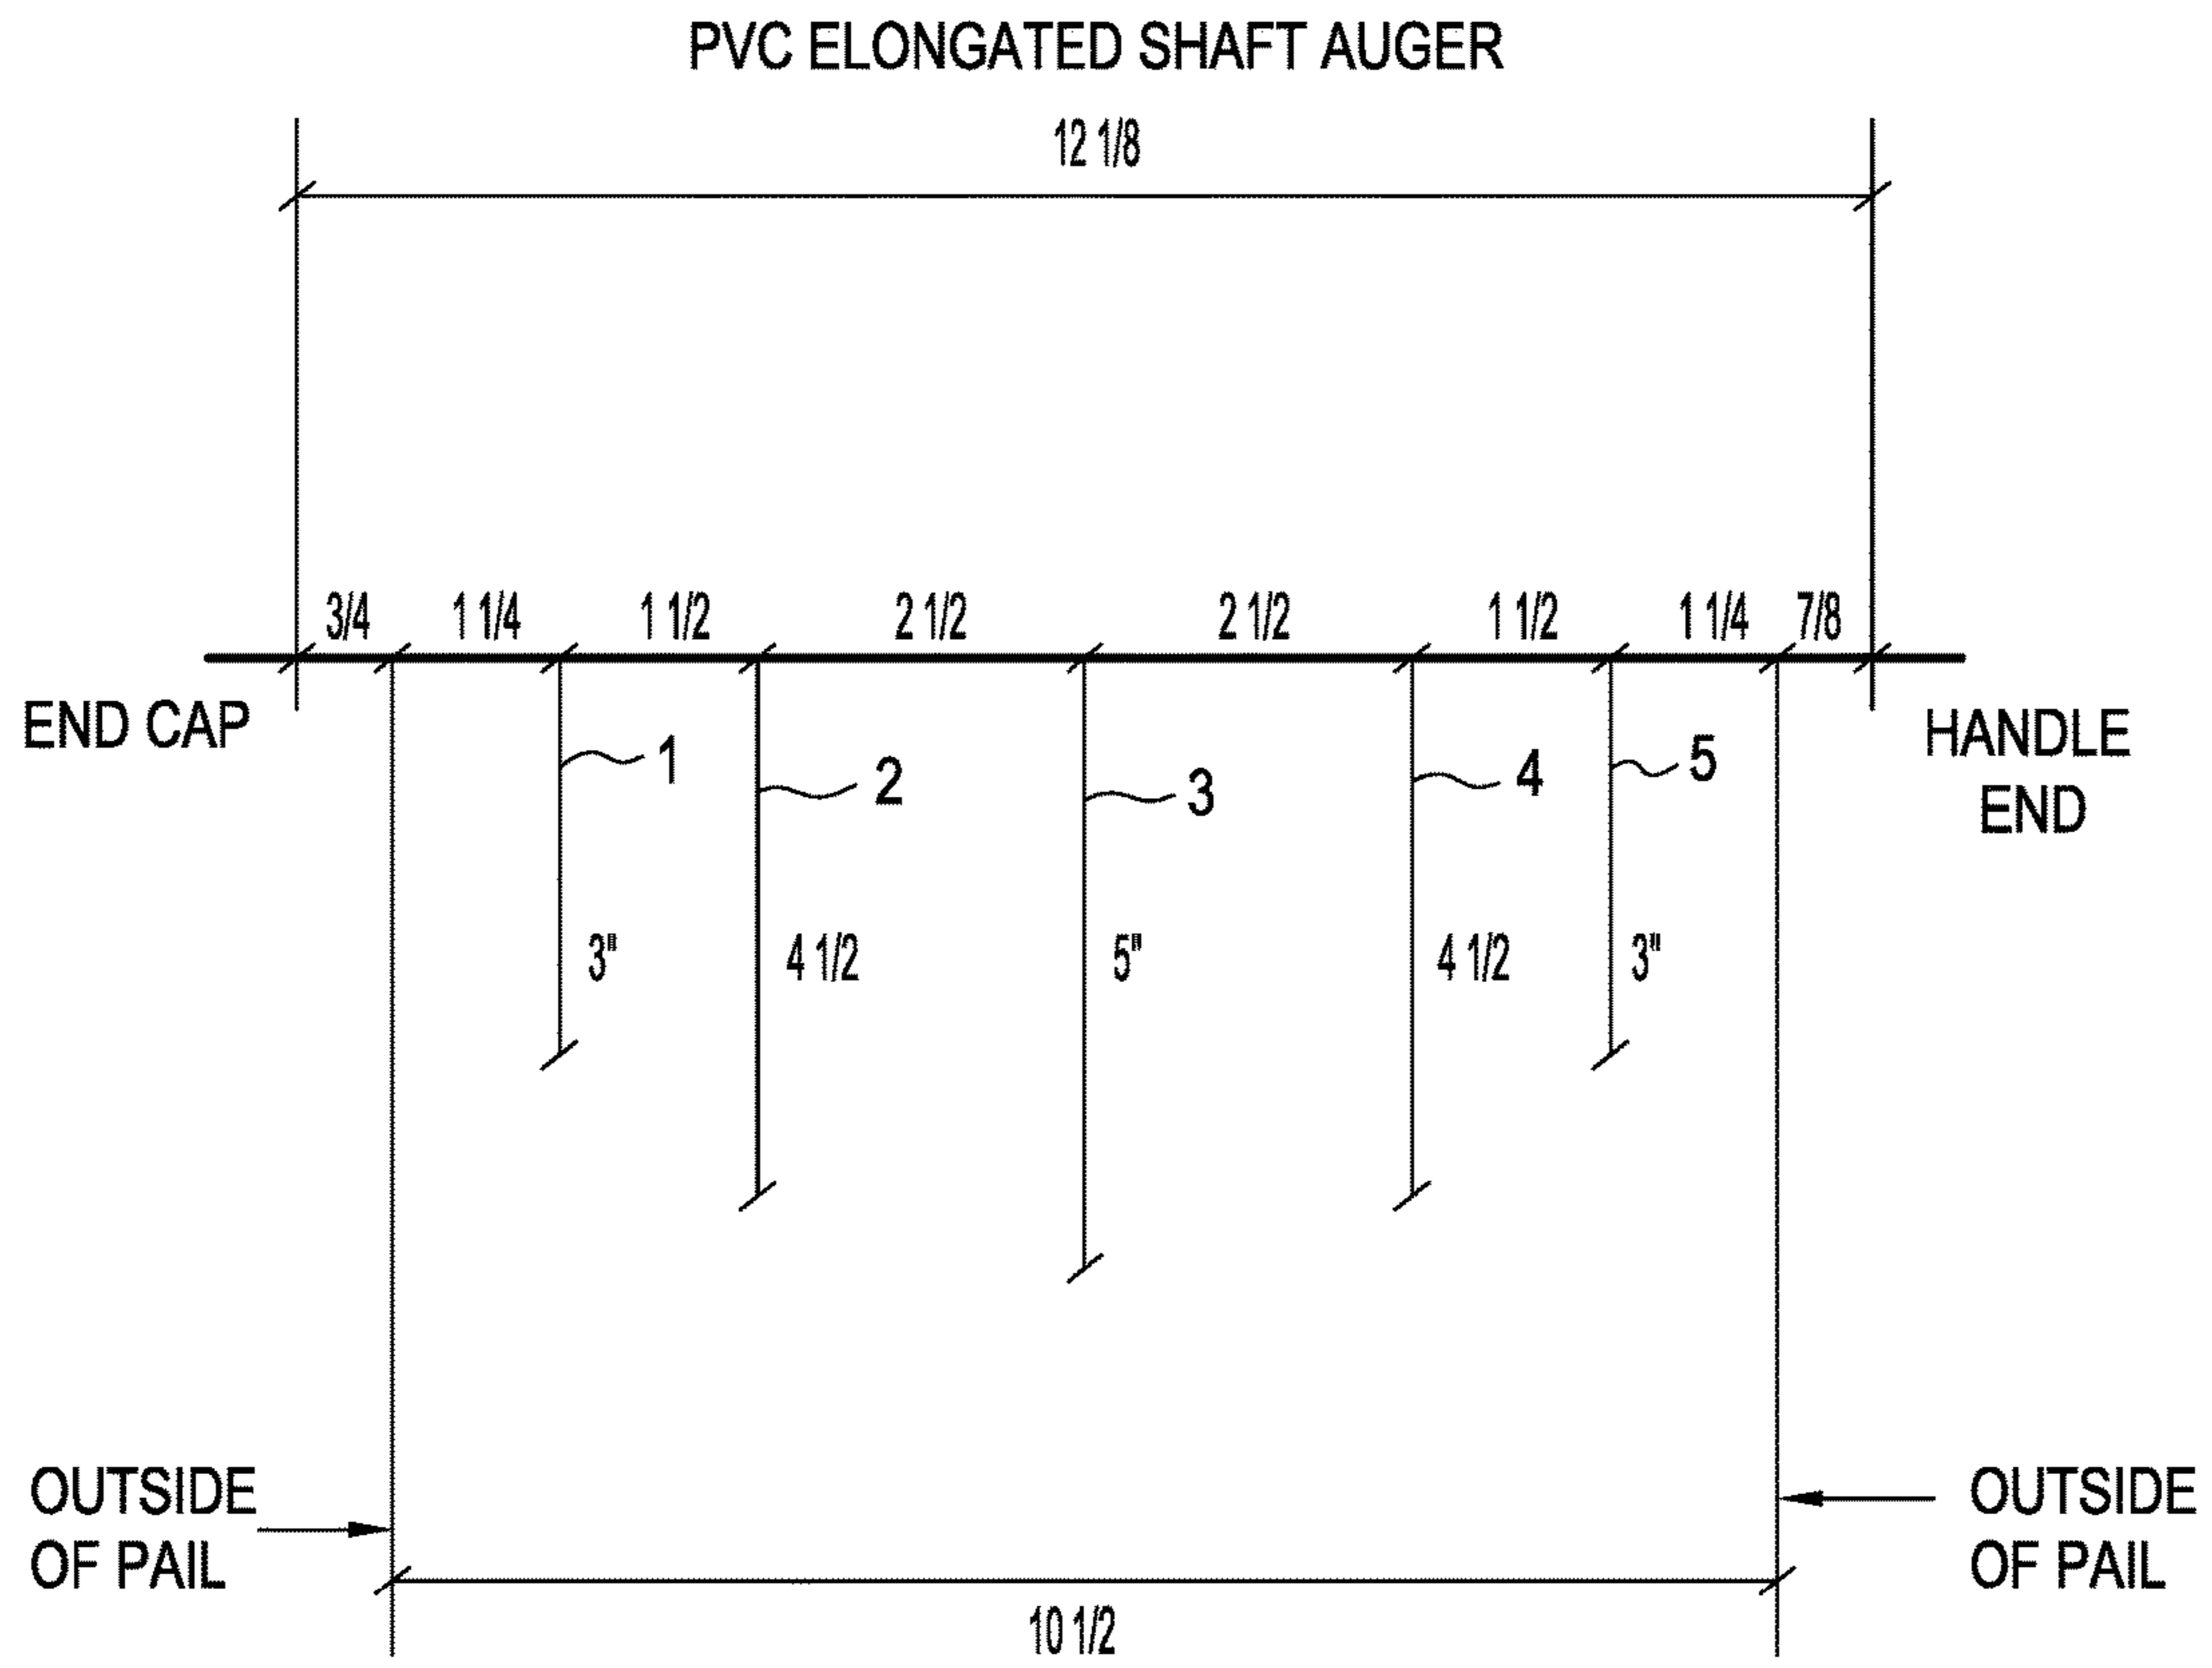 PVC ELONGATED SHAFT AUGER
12 1/8
3/4 1 1/4 1 1/2 2 1/2 2 1/2 1 1/2 1 1/4 7/8
END CAP
HANDLE
END
1 2 3 4 5
3" 4 1/2 5" 4 1/2 3"
OUTSIDE
OF PAIL
OUTSIDE
OF PAIL
10 1/2